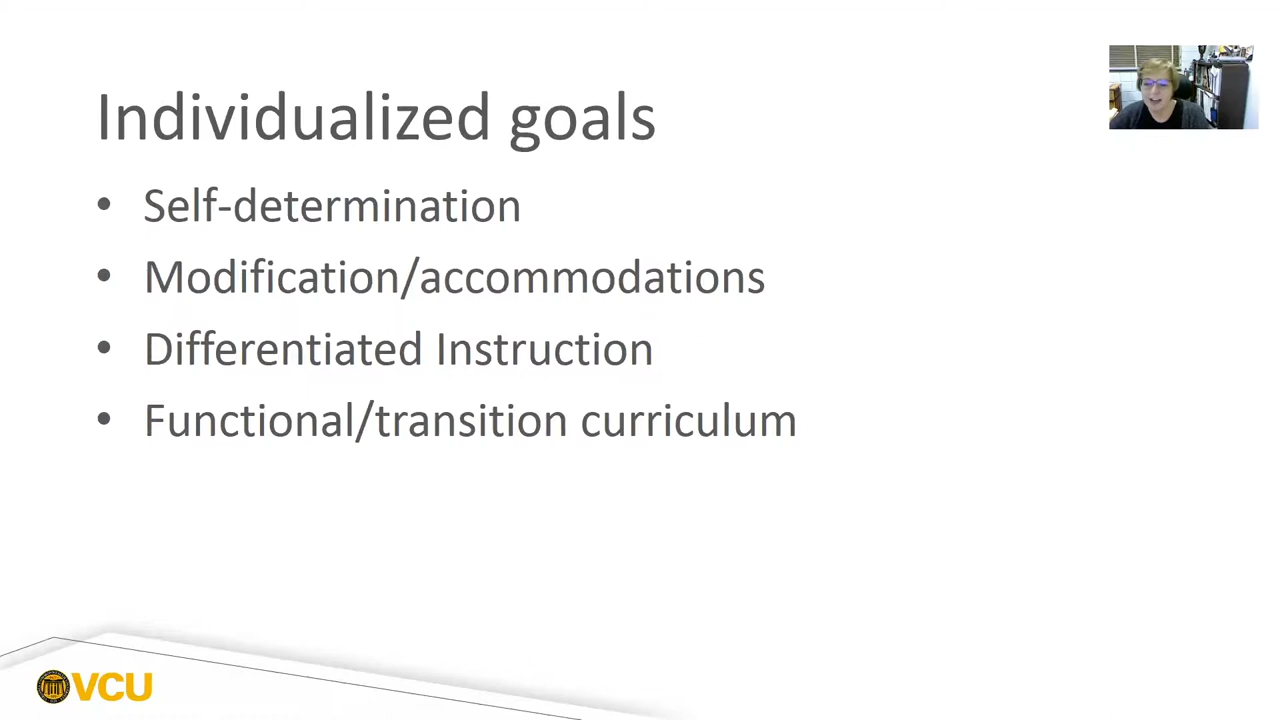 Individualized goals
• Self-determination
• Modification/accommodations
• Differentiated Instruction
• Functional/transition curriculum
VCU